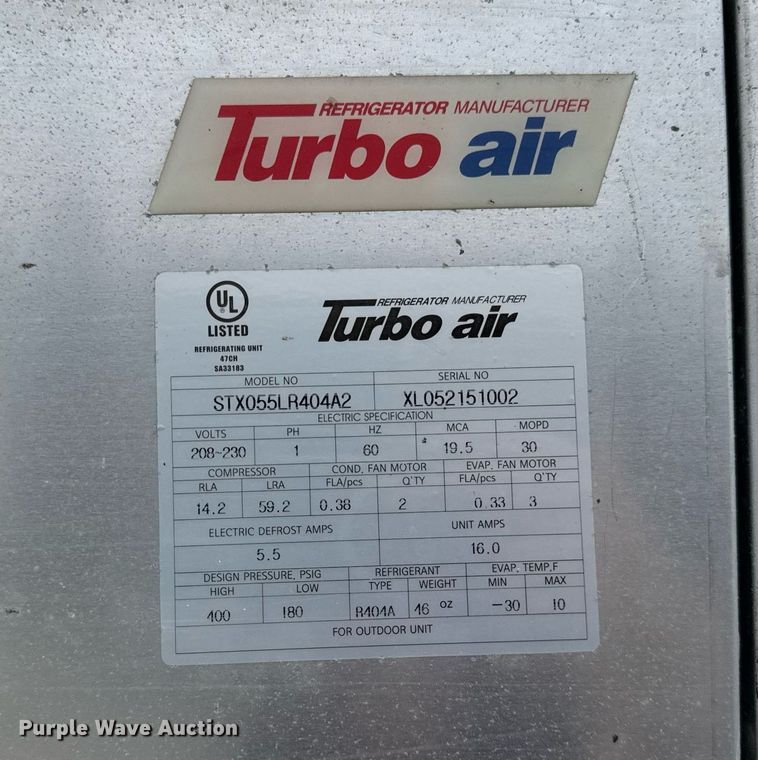 REFRIGERATOR MANUFACTURER
Turbo air
UL
LISTED
REFRIGERATING UNIT
47CH
SA33183
REFRIGERATOR MANUFACTURER
Turbo air
MODEL NO SERIAL NO
STX055LR404A2 XL052151002
ELECTRIC SPECIFICATION
VOLTS PH HZ MCA MOPD
208~230 1 60 19.5 30
COMPRESSOR COND. FAN MOTOR EVAP. FAN MOTOR
RLA LRA FLA/pcs Q'TY FLA/pcs Q'TY
14.2 59.2 0.38 2 0.33 3
ELECTRIC DEFROST AMPS UNIT AMPS
5.5 16.0
DESIGN PRESSURE, PSIG REFRIGERANT EVAP. TEMP.F
HIGH LOW TYPE WEIGHT MIN MAX
400 180 R404A 46 oz -30 10
FOR OUTDOOR UNIT
Purple Wave Auction